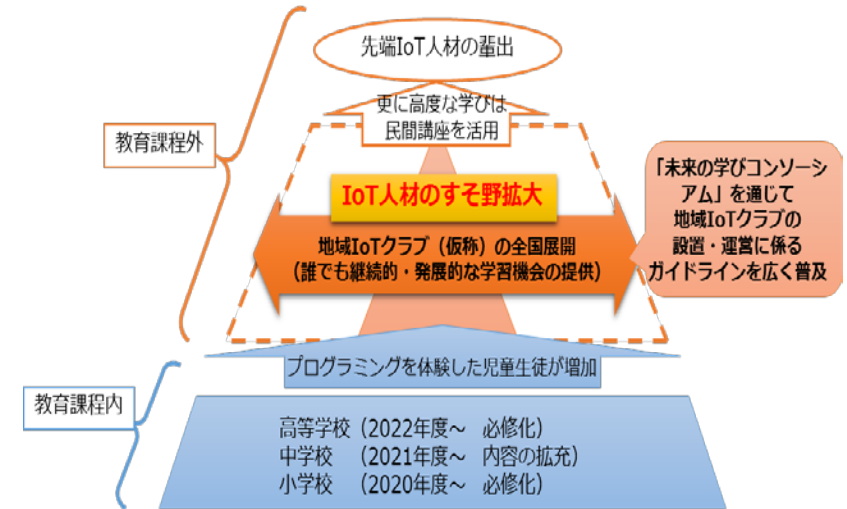 先端IoT人材の輩出
更に高度な学びは
民間講座を活用
教育課程外
IoT人材のすそ野拡大
地域IoTクラブ（仮称）の全国展開
（誰でも継続的・発展的な学習機会の提供）
「未来の学びコンソーシ
アム」を通じて
地域IoTクラブの
設置・運営に係る
ガイドラインを広く普及
プログラミングを体験した児童生徒が増加
教育課程内
高等学校（2022年度～　必修化）
中学校　（2021年度～　内容の拡充）
小学校　（2020年度～　必修化）